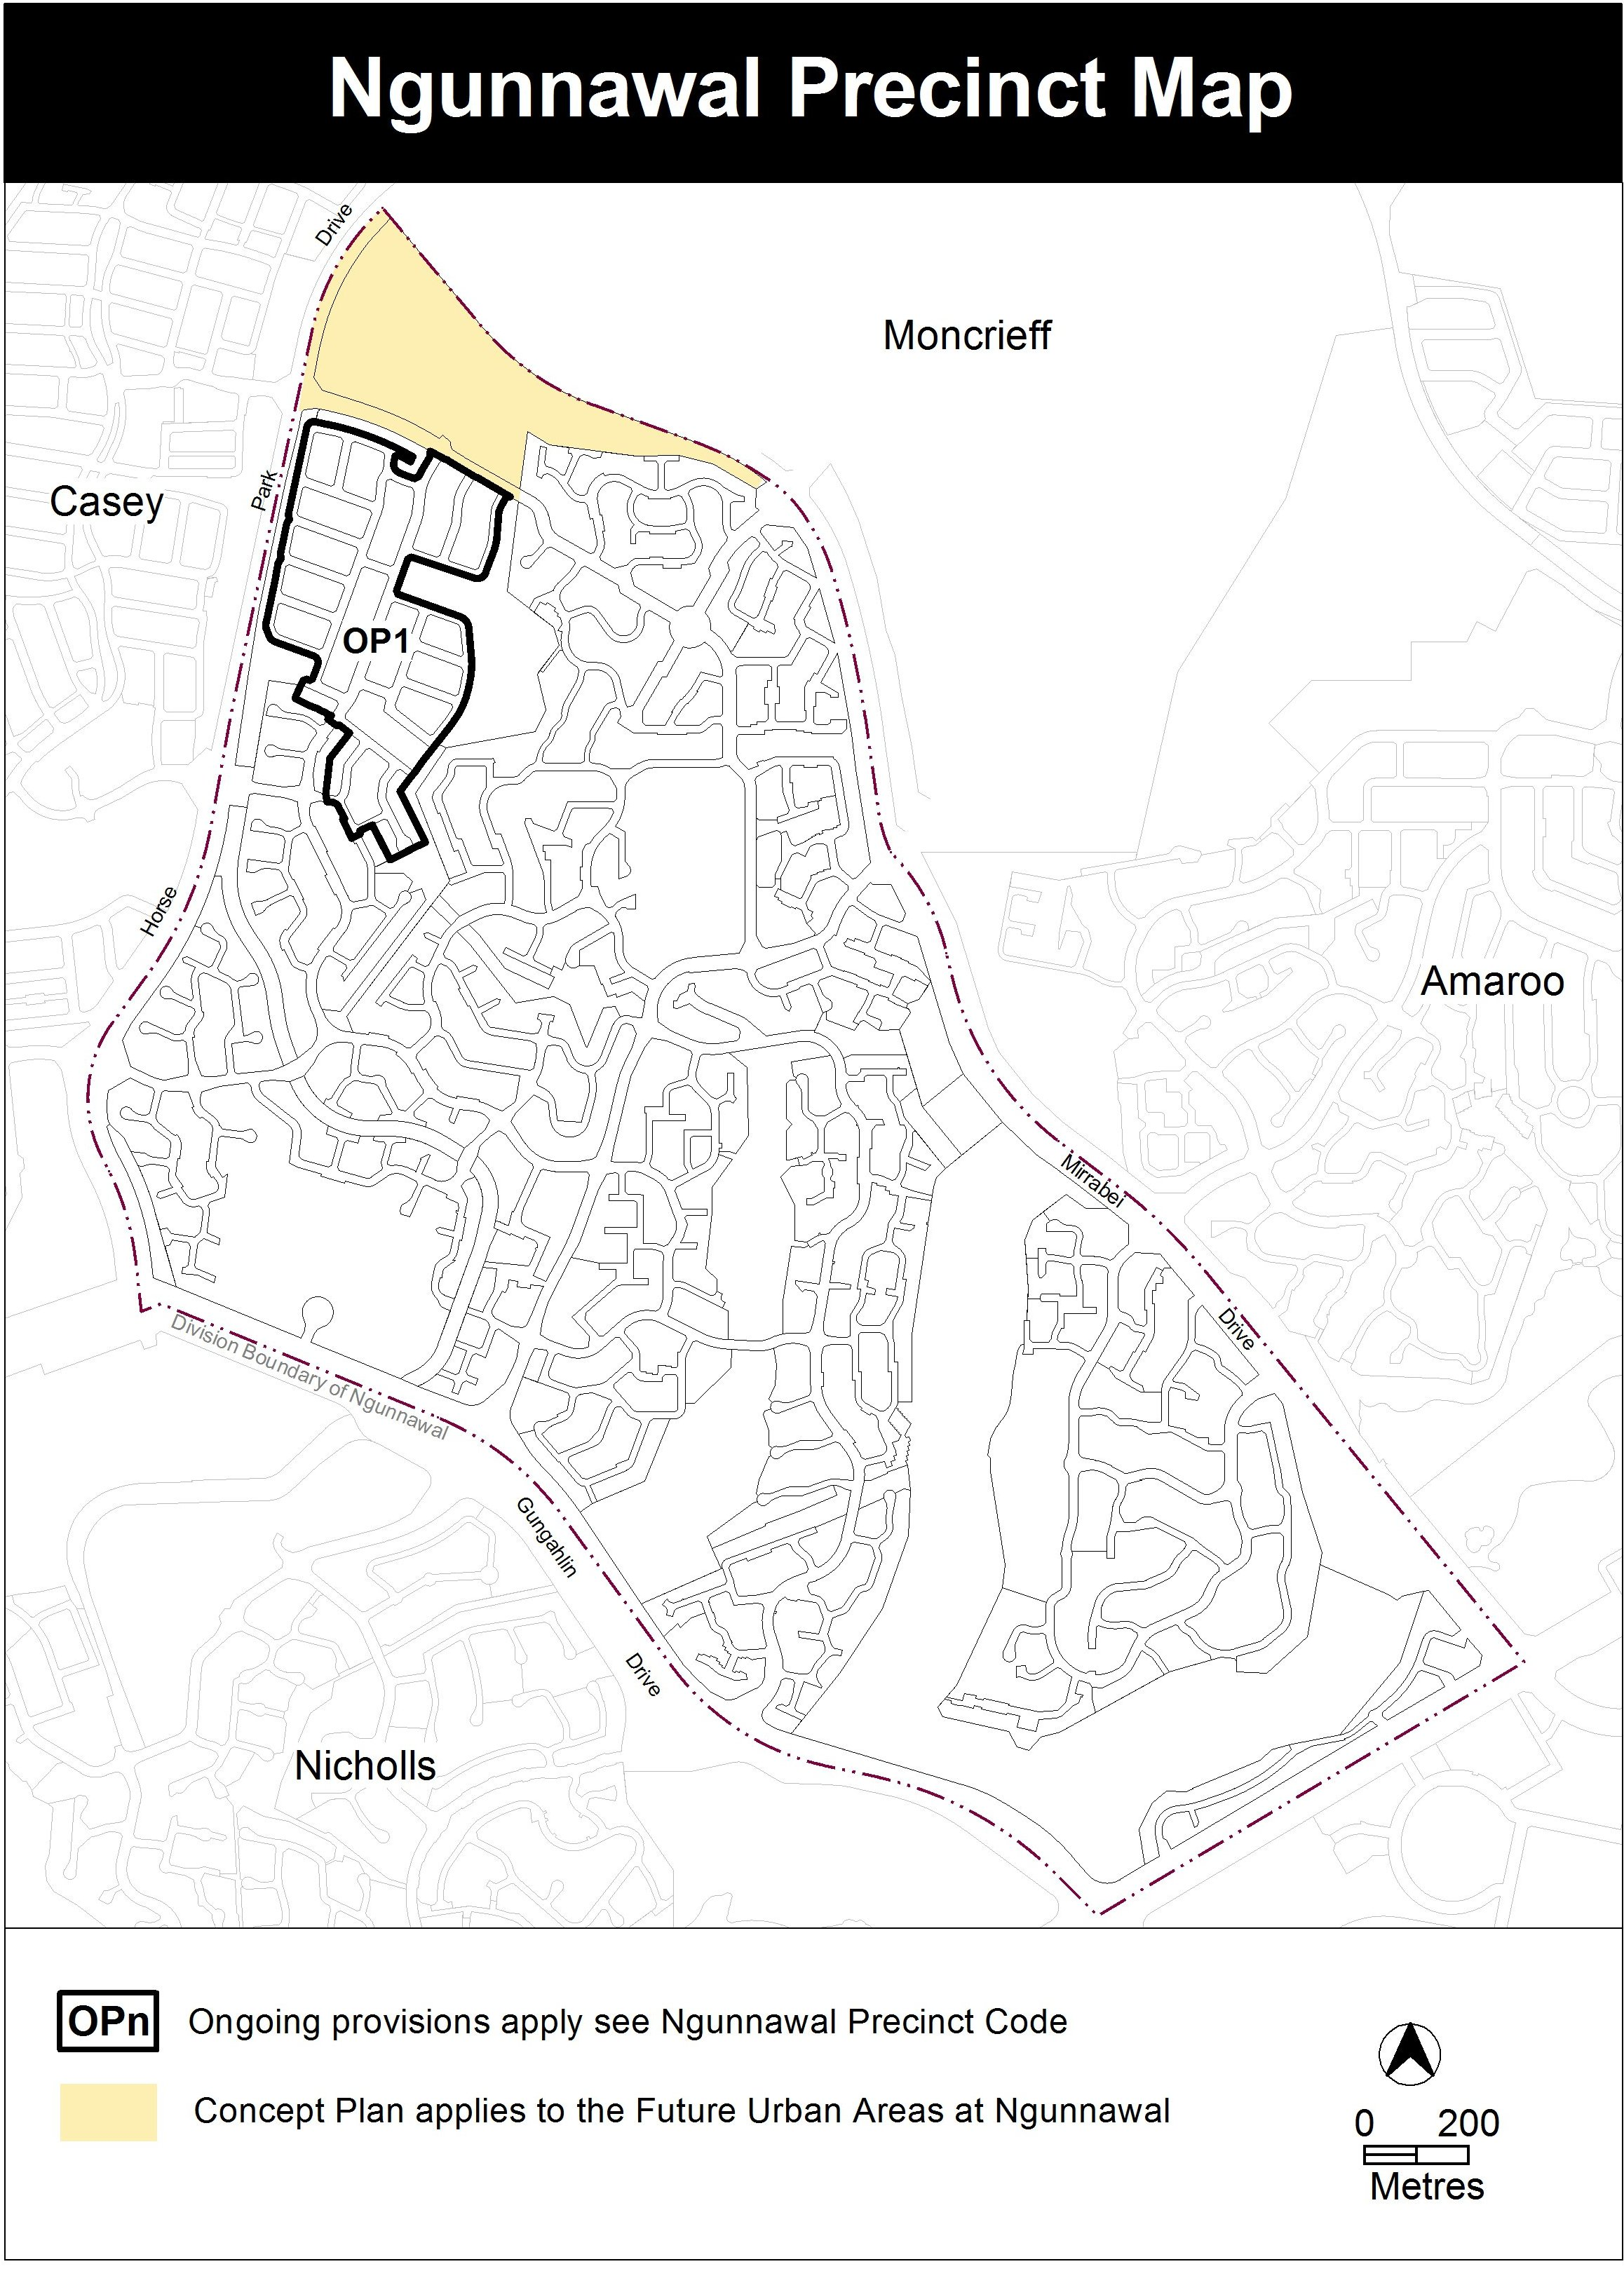 Ngunnawal Precinct Map
Drive
Moncrieff
Park
Casey
OP1
Horse
Amaroo
Mirrabei
Drive
Division Boundary of Ngunnawal
Gungahlin
Drive
Nicholls
OPn
Ongoing provisions apply see Ngunnawal Precinct Code
Concept Plan applies to the Future Urban Areas at Ngunnawal
0 200
Metres